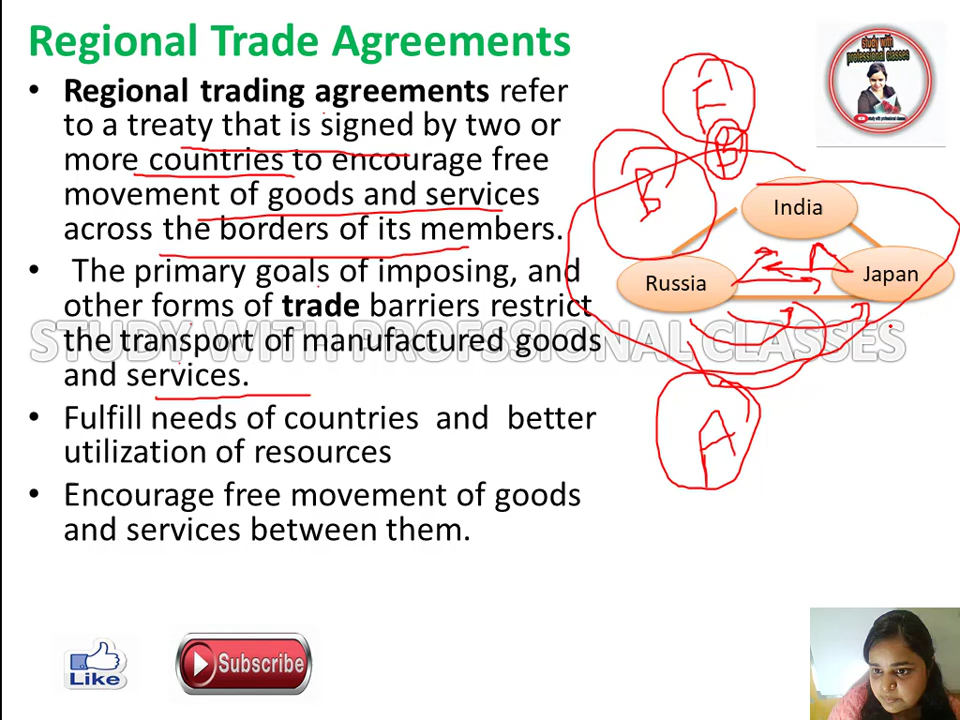 Regional Trade Agreements
• Regional trading agreements refer
to a treaty that is signed by two or
more countries to encourage free
movement of goods and services
across the borders of its members.
• The primary goals of imposing, and
other forms of trade barriers restrict
the transport of manufactured goods
and services.
• Fulfill needs of countries and better
utilization of resources
• Encourage free movement of goods
and services between them.
study with
professional classes
E
B
B
India
Russia
Japan
A
STUDY WITH PROFESSIONAL CLASSES
Like
Subscribe